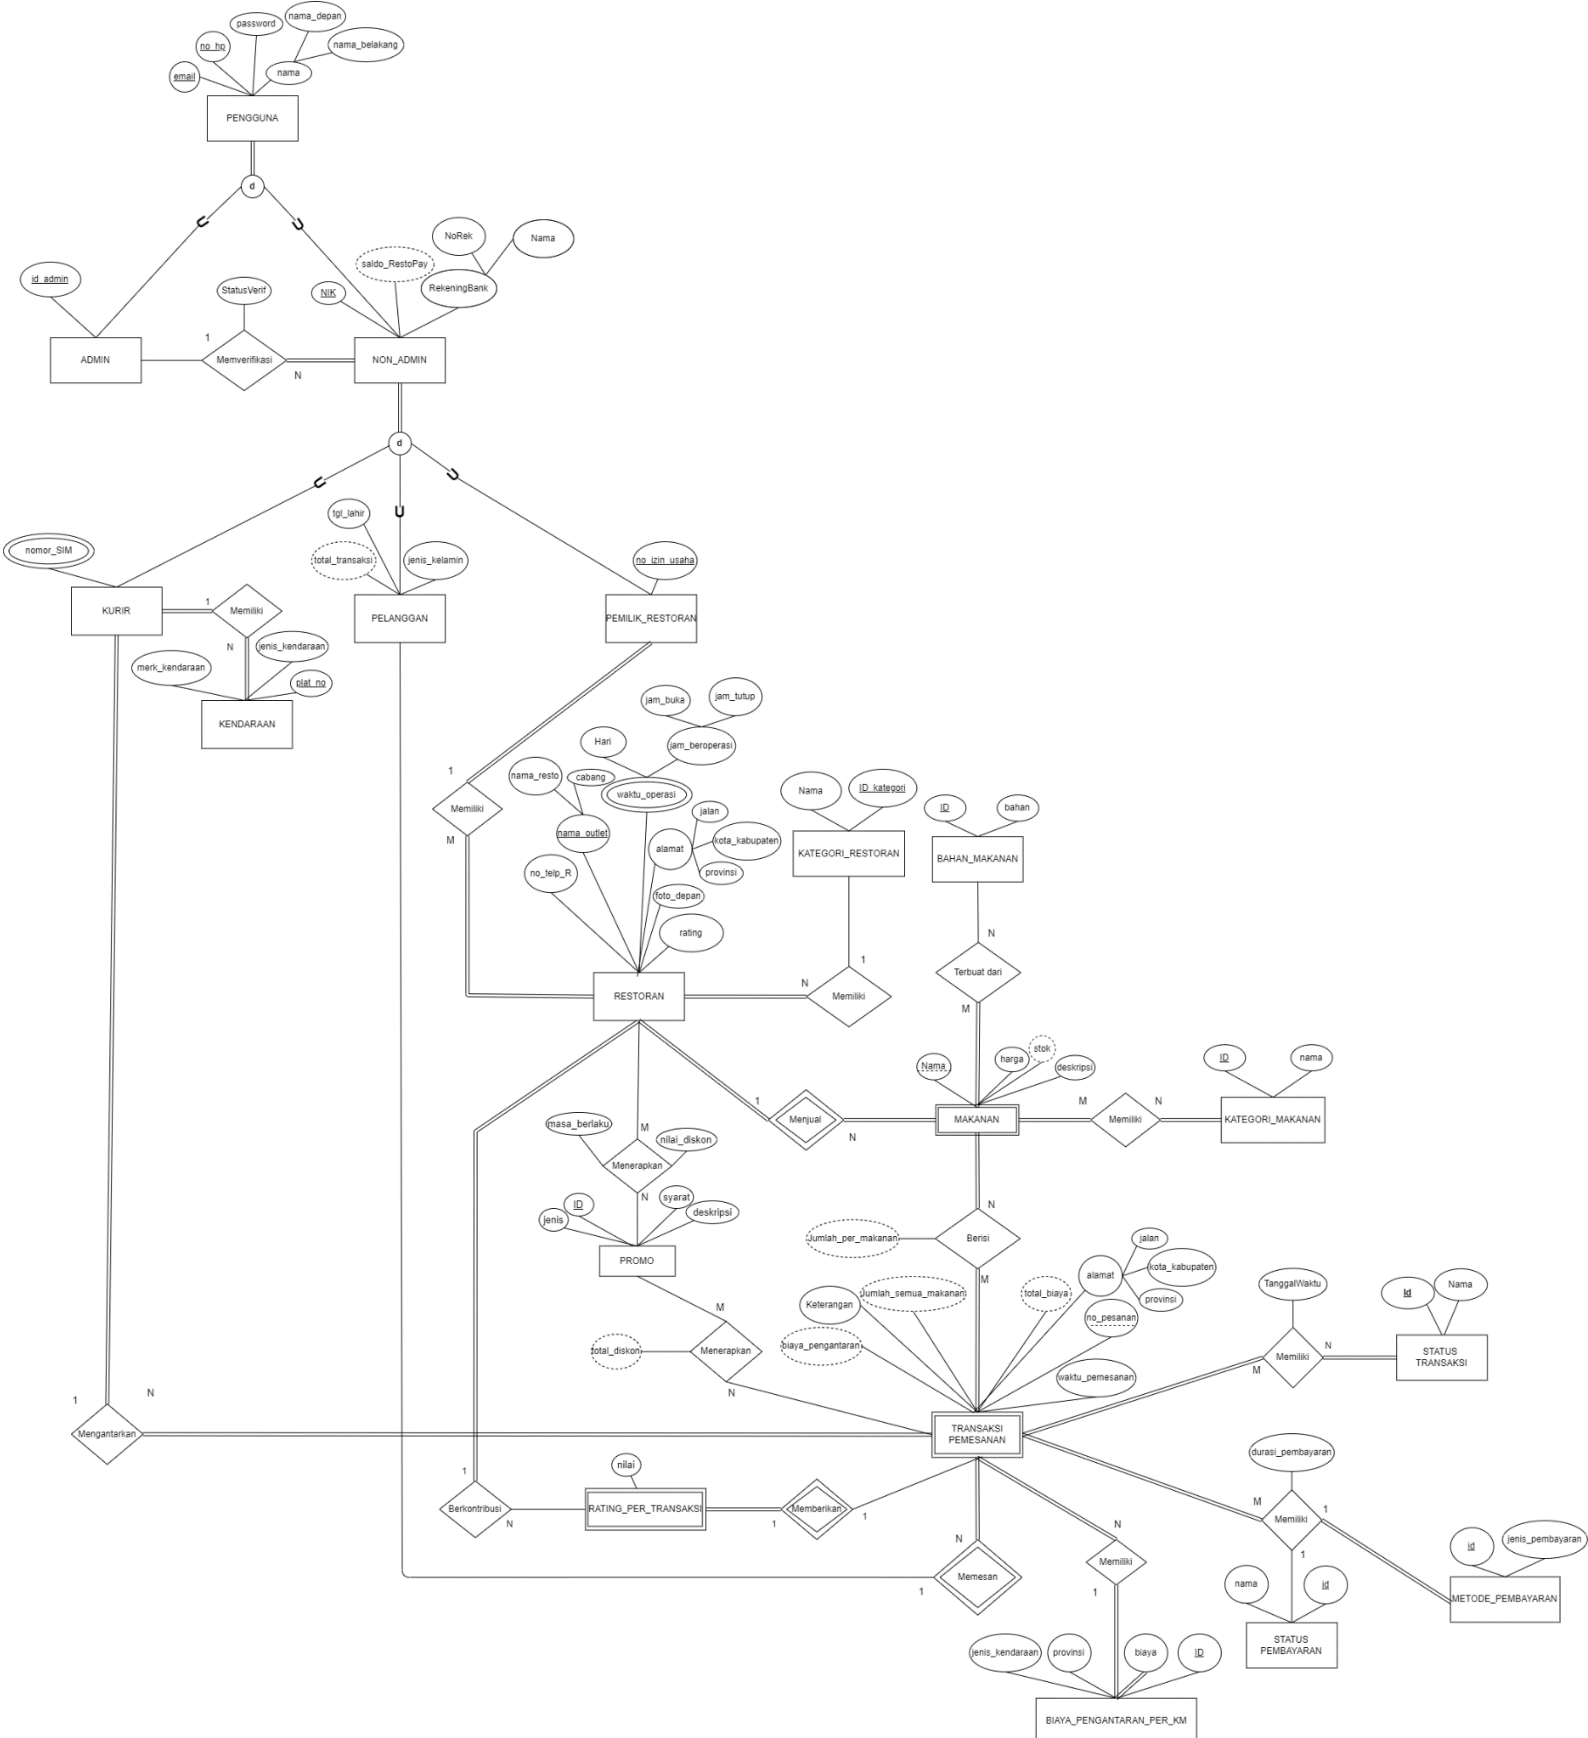 nama_depan
password
no_hp
nama_belakang
email
nama
PENGGUNA
d
U
U
NoRek
Nama
saldo_RestoPay
id_admin
StatusVerif
NIK
RekeningBank
1
ADMIN
Memverifikasi
NON_ADMIN
N
d
U
U
U
tgl_lahir
nomor_SIM
total_transaksi
jenis_kelamin
no_izin_usaha
1
KURIR
Memiliki
PELANGGAN
PEMILIK_RESTORAN
N
jenis_kendaraan
merk_kendaraan
plat_no
KENDARAAN
jam_buka
jam_tutup
Hari
jam_beroperasi
1
nama_resto
cabang
waktu_operasi
Nama
ID_kategori
Memiliki
ID
bahan
jalan
nama_outlet
M
alamat
kota_kabupaten
KATEGORI_RESTORAN
BAHAN_MAKANAN
no_telp_R
provinsi
foto_depan
rating
N
1
Terbuat dari
N
RESTORAN
Memiliki
M
stok
harga
Nama
deskripsi
ID
nama
1
M
N
Menjual
MAKANAN
Memiliki
KATEGORI_MAKANAN
masa_berlaku
M
nilai_diskon
N
Menerapkan
N
syarat
ID
deskripsi
jenis
N
Jumlah_per_makanan
Berisi
jalan
PROMO
kota_kabupaten
alamat
M
TanggalWaktu
Id
Nama
Jumlah_semua_makanan
total_biaya
provinsi
Keterangan
M
no_pesanan
biaya_pengantaran
total_diskon
Menerapkan
N
Memiliki
STATUS
TRANSAKSI
M
waktu_pemesanan
N
1
N
Mengantarkan
TRANSAKSI
PEMESANAN
durasi_pembayaran
nilai
1
M
1
Berkontribusi
RATING_PER_TRANSAKSI
Memberikan
Memiliki
N
1
1
N
N
id
jenis_pembayaran
1
Memiliki
Memesan
1
1
nama
id
METODE_PEMBAYARAN
STATUS
PEMBAYARAN
jenis_kendaraan
provinsi
biaya
ID
BIAYA_PENGANTARAN_PER_KM